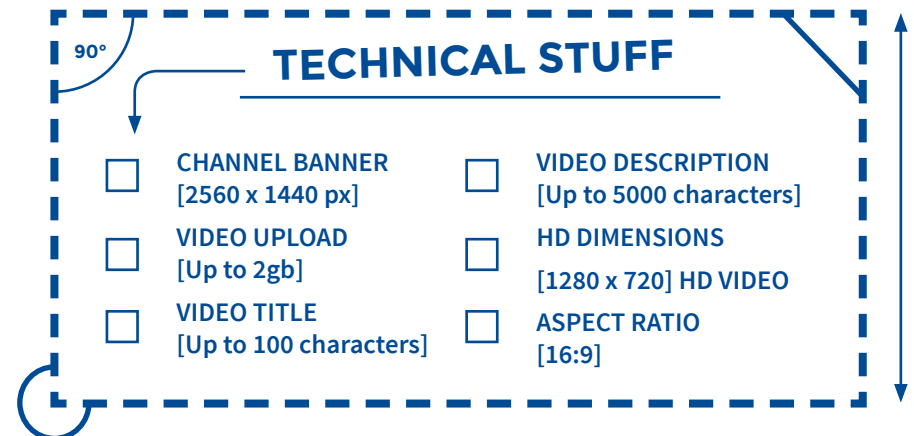 90°
TECHNICAL STUFF
CHANNEL BANNER
[2560 x 1440 px]
VIDEO UPLOAD
[Up to 2gb]
VIDEO TITLE
[Up to 100 characters]
VIDEO DESCRIPTION
[Up to 5000 characters]
HD DIMENSIONS
[1280 x 720] HD VIDEO
ASPECT RATIO
[16:9]